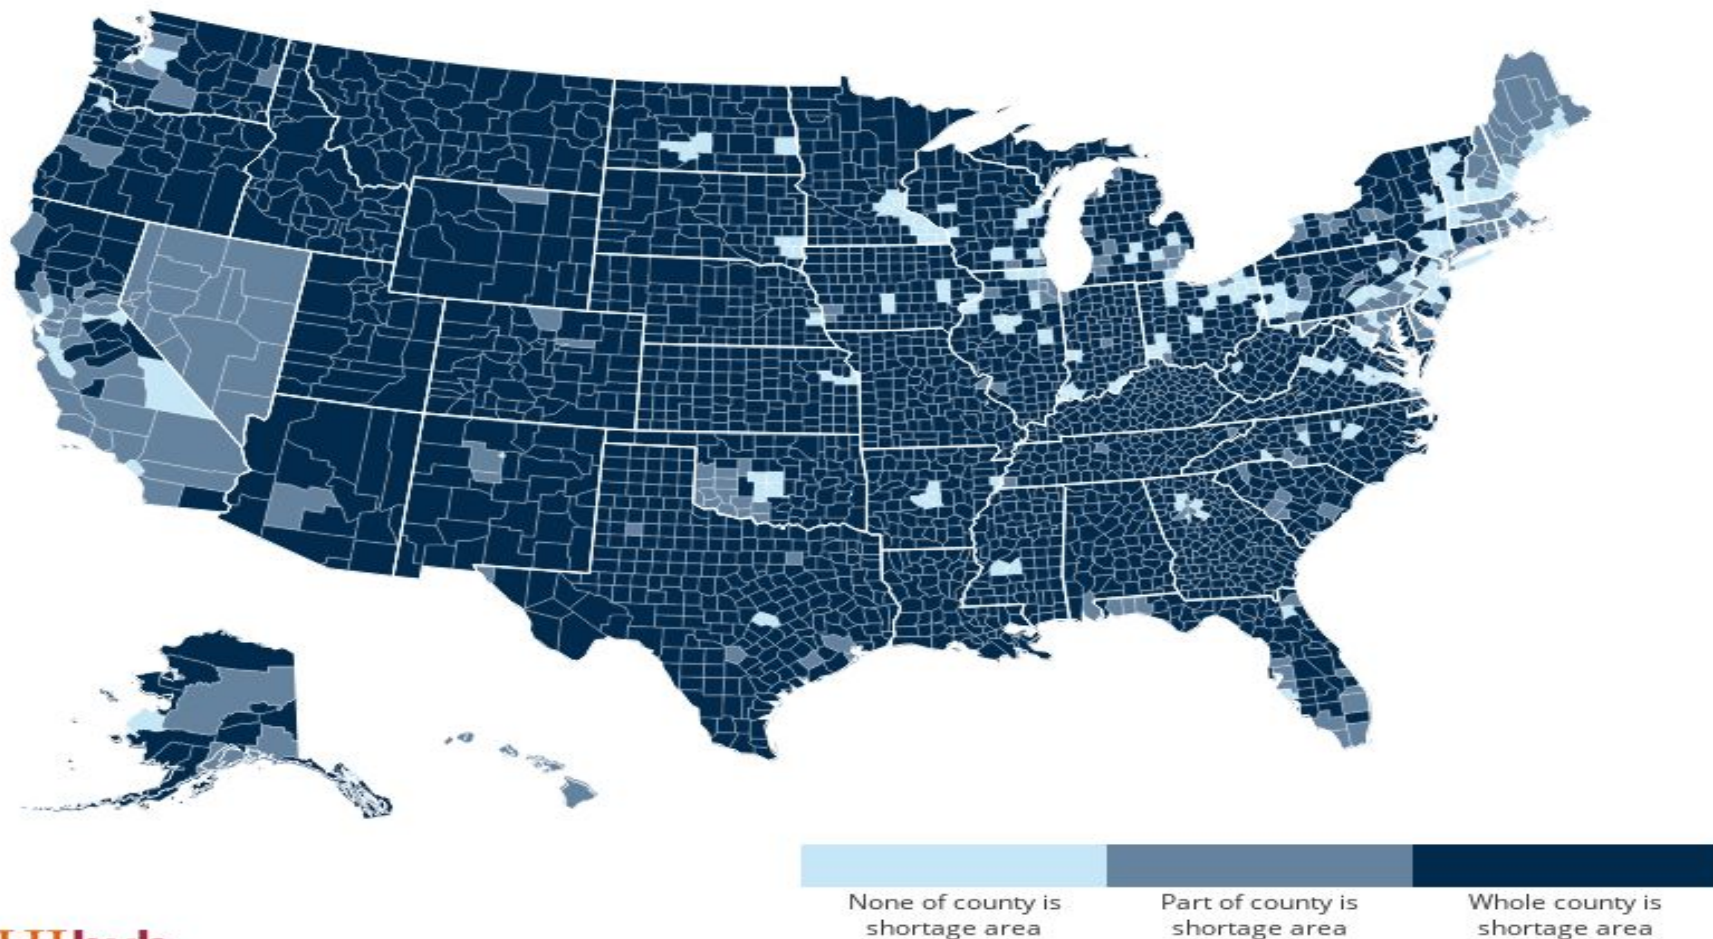 None of county is
shortage area
Part of county is
shortage area
Whole county is
shortage area